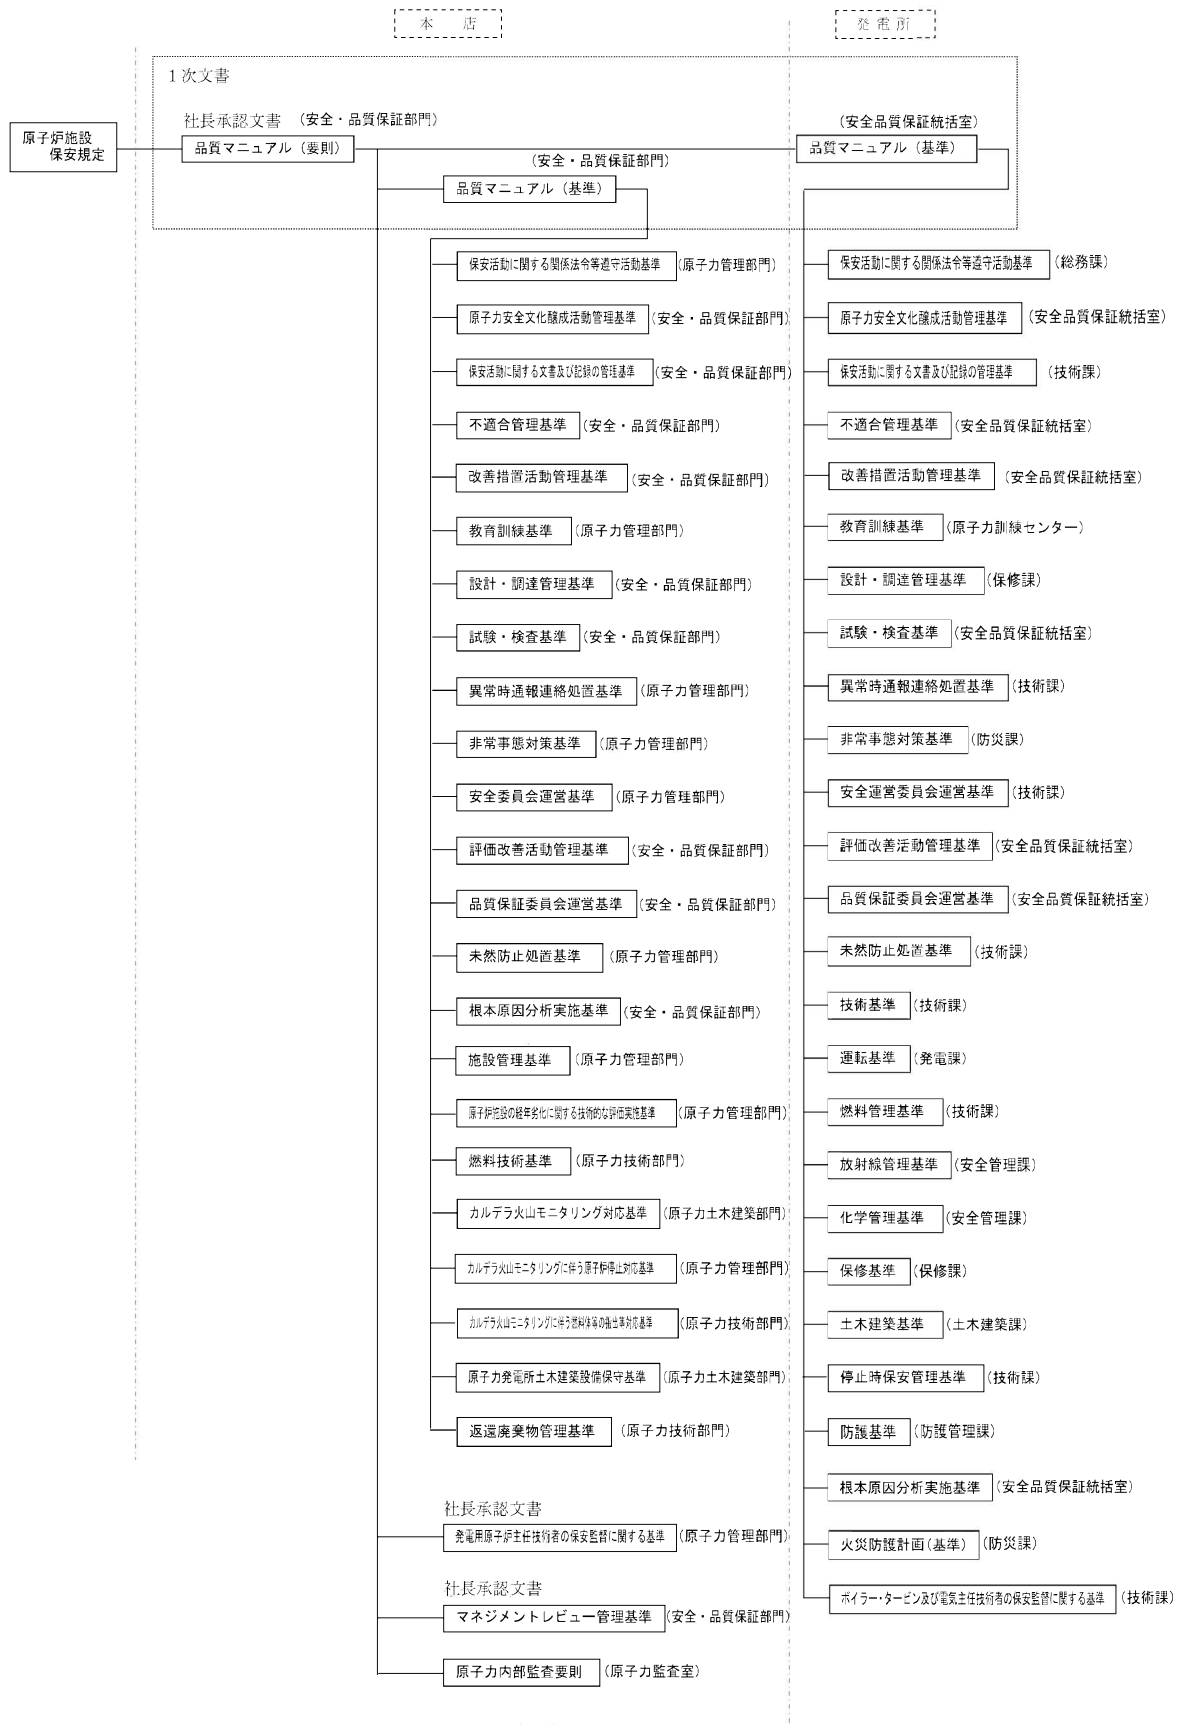 本　店
発電所
１次文書
社長承認文書 （安全・品質保証部門）
（安全品質保証統括室）
原子炉施設
保安規定
品質マニュアル（要則）
品質マニュアル（基準）
（安全・品質保証部門）
品質マニュアル（基準）
保安活動に関する関係法令等遵守活動基準 （原子力管理部門）
原子力安全文化醸成活動管理基準 （安全・品質保証部門）
保安活動に関する文書及び記録の管理基準 （安全・品質保証部門）
不適合管理基準 （安全・品質保証部門）
改善措置活動管理基準 （安全・品質保証部門）
教育訓練基準 （原子力管理部門）
設計・調達管理基準 （安全・品質保証部門）
試験・検査基準 （安全・品質保証部門）
異常時通報連絡処置基準 （原子力管理部門）
非常事態対策基準 （原子力管理部門）
安全委員会運営基準 （原子力管理部門）
評価改善活動管理基準 （安全・品質保証部門）
品質保証委員会運営基準 （安全・品質保証部門）
未然防止処置基準 （原子力管理部門）
根本原因分析実施基準 （安全・品質保証部門）
施設管理基準 （原子力管理部門）
原子炉施設の経年劣化に関する技術的な評価実施基準 （原子力管理部門）
燃料技術基準 （原子力技術部門）
カルデラ火山モニタリング対応基準 （原子力土木建築部門）
カルデラ火山モニタリングに伴う原子炉停止対応基準 （原子力管理部門）
カルデラ火山モニタリングに伴う燃料体等の搬出等対応基準 （原子力技術部門）
原子力発電所土木建築設備保守基準 （原子力土木建築部門）
返還廃棄物管理基準 （原子力技術部門）
社長承認文書
発電用原子炉主任技術者の保安監督に関する基準 （原子力管理部門）
社長承認文書
マネジメントレビュー管理基準 （安全・品質保証部門）
原子力内部監査要則 （原子力監査室）
保安活動に関する関係法令等遵守活動基準 （総務課）
原子力安全文化醸成活動管理基準 （安全品質保証統括室）
保安活動に関する文書及び記録の管理基準 （技術課）
不適合管理基準 （安全品質保証統括室）
改善措置活動管理基準 （安全品質保証統括室）
教育訓練基準 （原子力訓練センター）
設計・調達管理基準 （保修課）
試験・検査基準 （安全品質保証統括室）
異常時通報連絡処置基準 （技術課）
非常事態対策基準 （防災課）
安全運営委員会運営基準 （技術課）
評価改善活動管理基準 （安全品質保証統括室）
品質保証委員会運営基準 （安全品質保証統括室）
未然防止処置基準 （技術課）
技術基準 （技術課）
運転基準 （発電課）
燃料管理基準 （技術課）
放射線管理基準 （安全管理課）
化学管理基準 （安全管理課）
保修基準 （保修課）
土木建築基準 （土木建築課）
停止時保安管理基準 （技術課）
防護基準 （防護管理課）
根本原因分析実施基準 （安全品質保証統括室）
火災防護計画（基準） （防災課）
ボイラー・タービン及び電気主任技術者の保安監督に関する基準 （技術課）